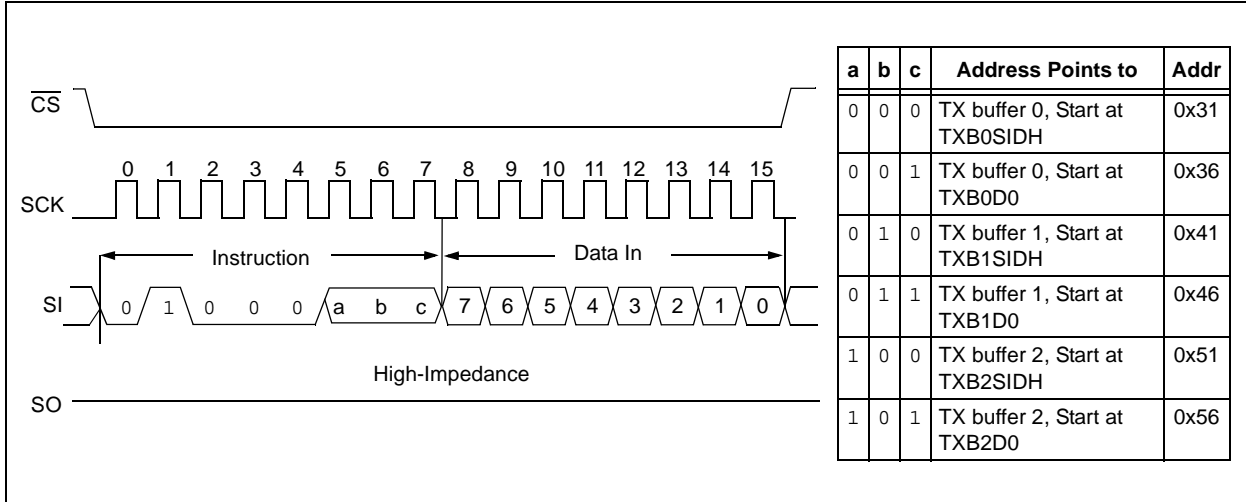 CS
SCK
0 1 2 3 4 5 6 7 8 9 10 11 12 13 14 15
Instruction
Data In
SI
0 1 0 0 0 a b c 7 6 5 4 3 2 1 0
High-Impedance
SO
a b c Address Points to Addr
0 0 0 TX buffer 0, Start at 0x31
TXB0SIDH
0 0 1 TX buffer 0, Start at 0x36
TXB0D0
0 1 0 TX buffer 1, Start at 0x41
TXB1SIDH
0 1 1 TX buffer 1, Start at 0x46
TXB1D0
1 0 0 TX buffer 2, Start at 0x51
TXB2SIDH
1 0 1 TX buffer 2, Start at 0x56
TXB2D0